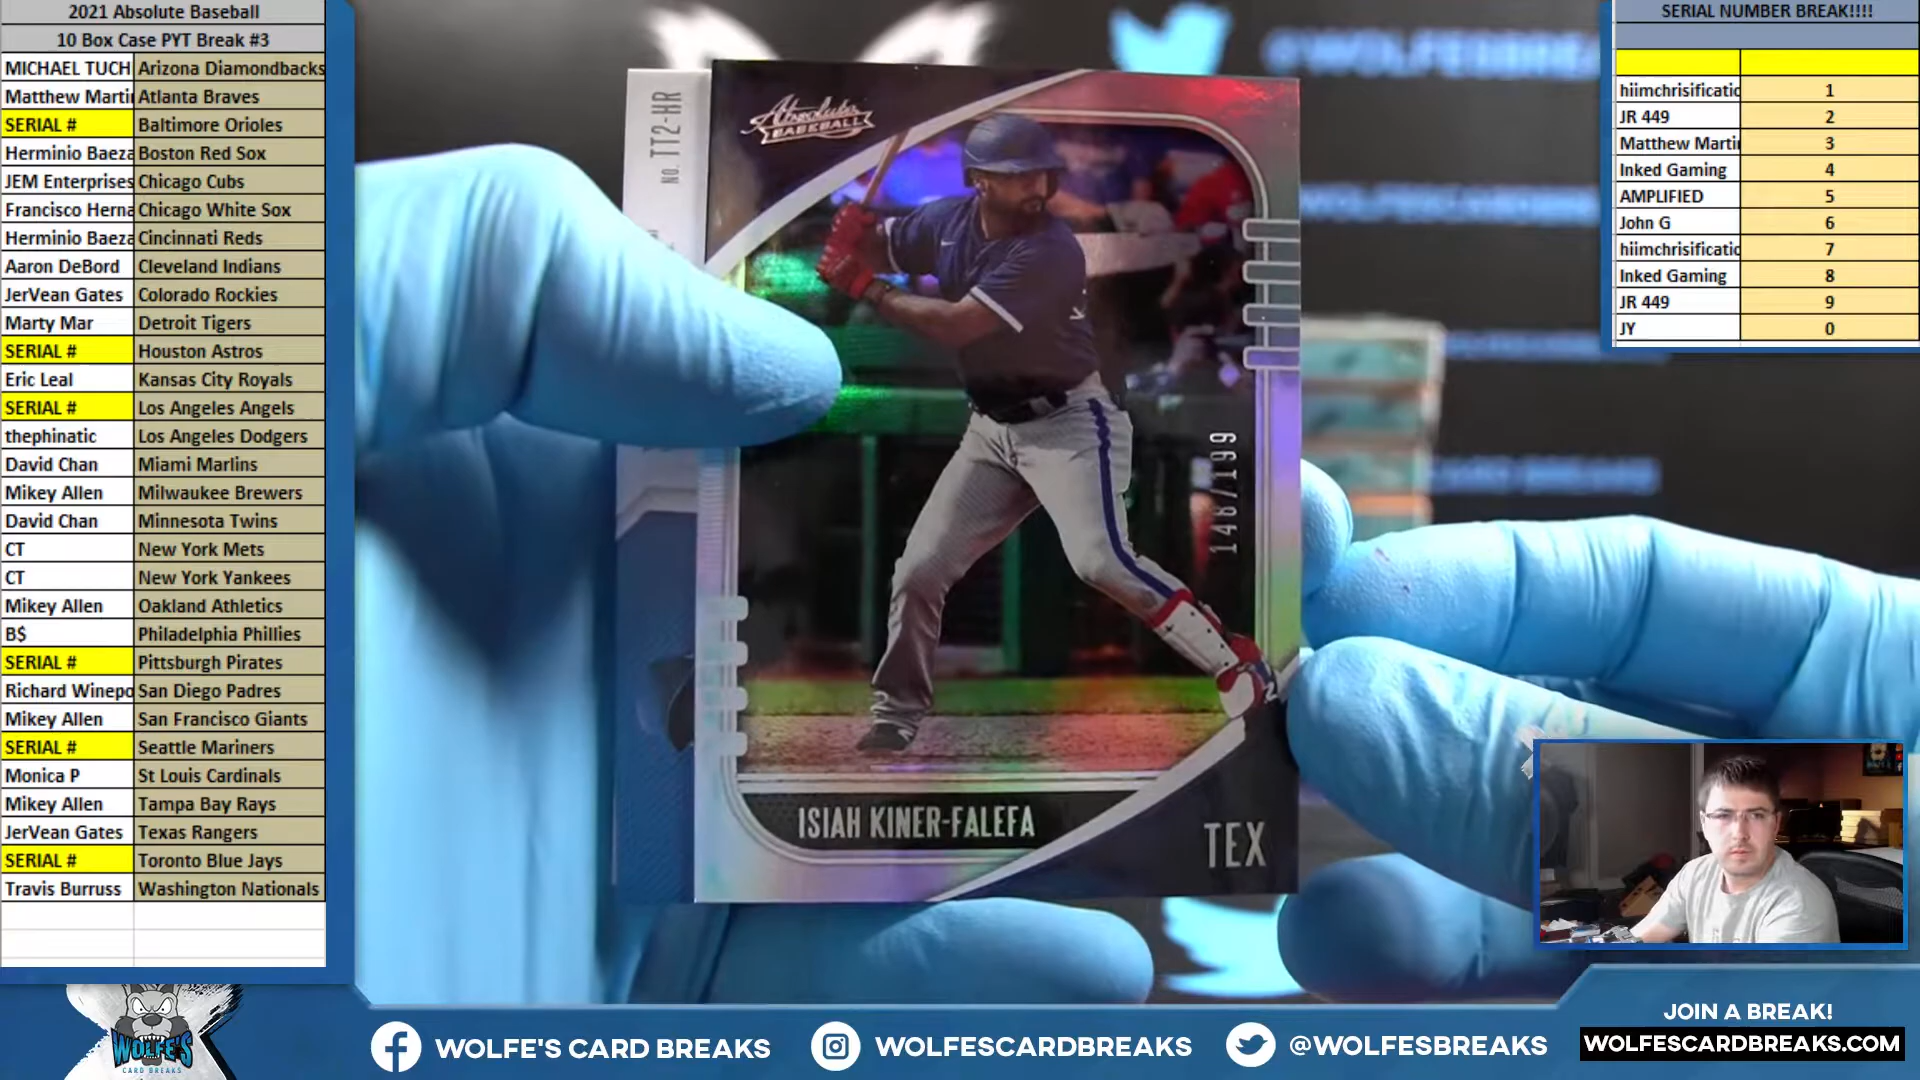 2021 Absolute Baseball
10 Box Case PYT Break #3
MICHAEL TUCH Arizona Diamondbacks
Matthew Marti Atlanta Braves
SERIAL # Baltimore Orioles
Herminio Baeza Boston Red Sox
JEM Enterprises Chicago Cubs
Francisco Herna Chicago White Sox
Herminio Baeza Cincinnati Reds
Aaron DeBord Cleveland Indians
JerVean Gates Colorado Rockies
Marty Mar Detroit Tigers
SERIAL # Houston Astros
Eric Leal Kansas City Royals
SERIAL # Los Angeles Angels
thephinatic Los Angeles Dodgers
David Chan Miami Marlins
Mikey Allen Milwaukee Brewers
David Chan Minnesota Twins
CT New York Mets
CT New York Yankees
Mikey Allen Oakland Athletics
B$ Philadelphia Phillies
SERIAL # Pittsburgh Pirates
Richard Winepo San Diego Padres
Mikey Allen San Francisco Giants
SERIAL # Seattle Mariners
Monica P St Louis Cardinals
Mikey Allen Tampa Bay Rays
JerVean Gates Texas Rangers
SERIAL # Toronto Blue Jays
Travis Burruss Washington Nationals
NO. TT2-HR
Absolute
BASEBALL
148/199
ISIAH KINER-FALEFA
TEX
@WOLFESBREA
SERIAL NUMBER BREAK!!!!
hiimchrisificatio 1
JR 449 2
Matthew Marti 3
Inked Gaming 4
AMPLIFIED 5
John G 6
hiimchrisificatio 7
Inked Gaming 8
JR 449 9
JY 0
WOLFE'S
CARD BREAKS
WOLFE'S CARD BREAKS
WOLFESCARDBREAKS
@WOLFESBREAKS
JOIN A BREAK!
WOLFESCARDBREAKS.COM